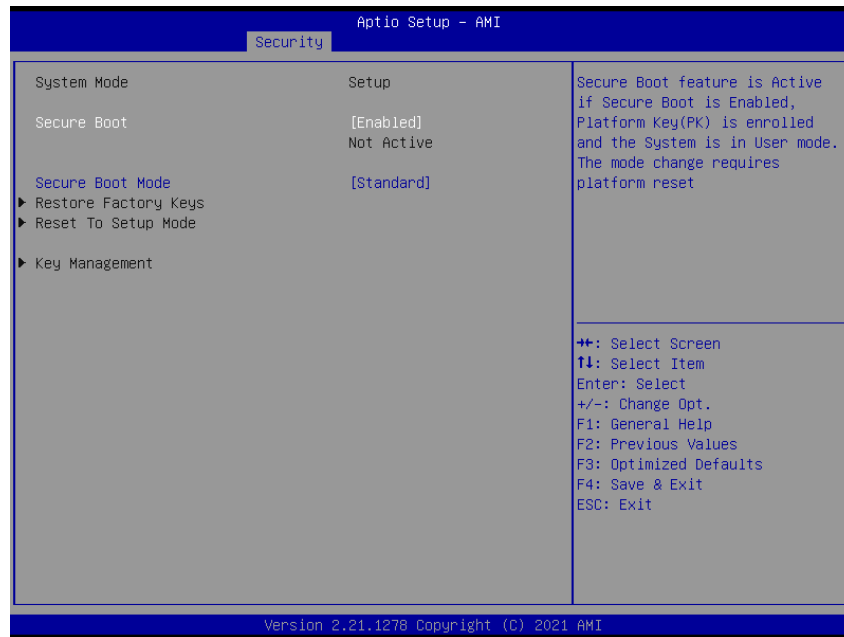 Aptio Setup – AMI
Security
System Mode Setup
Secure Boot [Enabled]
Not Active
Secure Boot Mode [Standard]
Restore Factory Keys
Reset To Setup Mode
Key Management
Secure Boot feature is Active
if Secure Boot is Enabled,
Platform Key(PK) is enrolled
and the System is in User mode.
The mode change requires
platform reset
→←: Select Screen
↑↓: Select Item
Enter: Select
+/-: Change Opt.
F1: General Help
F2: Previous Values
F3: Optimized Defaults
F4: Save & Exit
ESC: Exit
Version 2.21.1278 Copyright (C) 2021 AMI